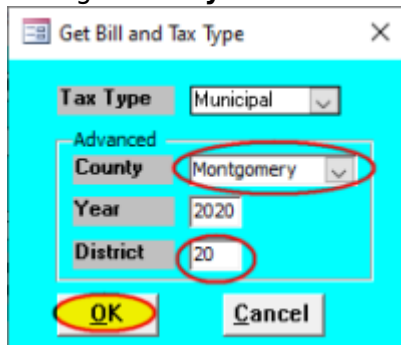 Get Bill and Tax Type
Tax Type Municipal
Advanced
County Montgomery
Year 2020
District 20
OK Cancel